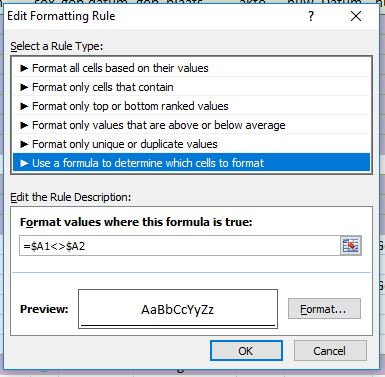 Edit Formatting Rule
? ×
Select a Rule Type:
► Format all cells based on their values
► Format only cells that contain
► Format only top or bottom ranked values
► Format only values that are above or below average
► Format only unique or duplicate values
► Use a formula to determine which cells to format
Edit the Rule Description:
Format values where this formula is true:
=$A1<>$A2
Preview:
AaBbCcYyZz
Format...
OK
Cancel